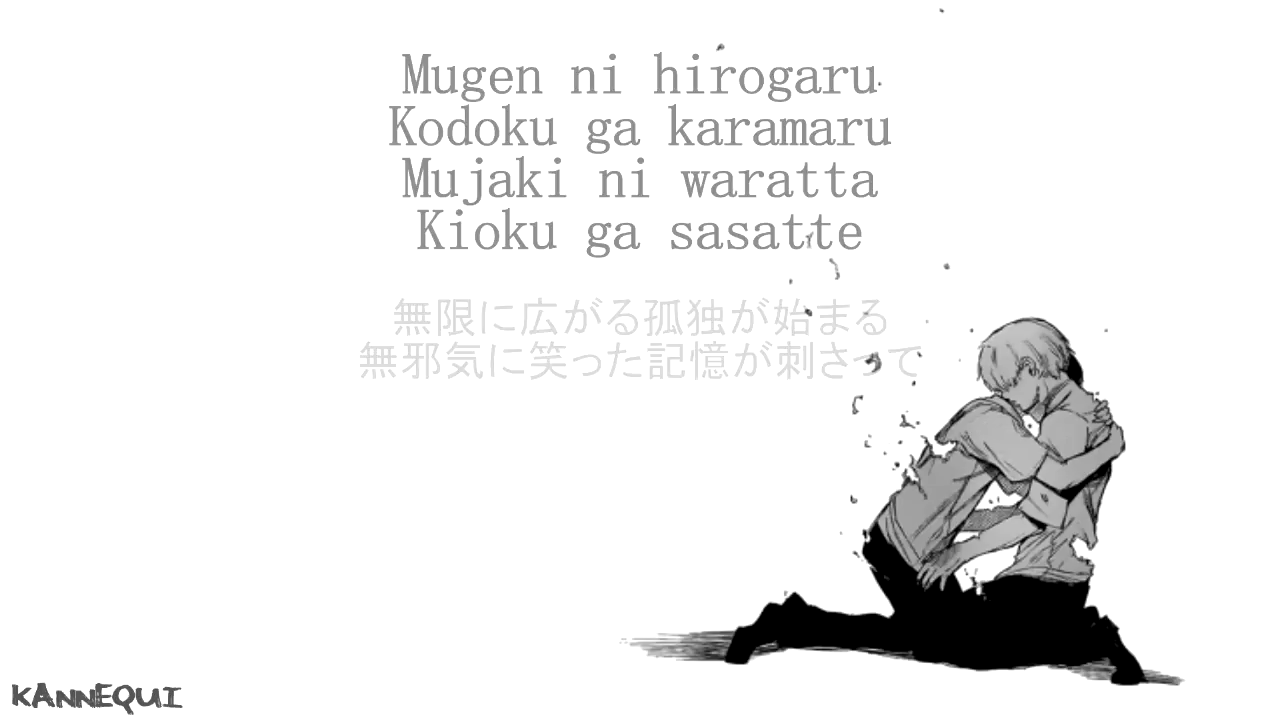 Mugen ni hirogaru
Kodoku ga karamaru
Mujaki ni waratta
Kioku ga sasatte
無限に広がる孤独が始まる
無邪気に笑った記憶が刺さって
KANNEQUI